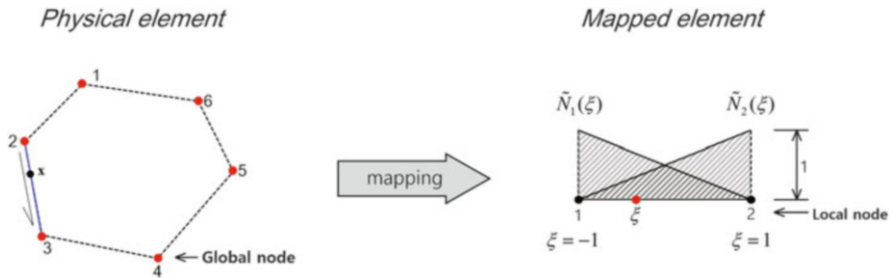 Physical element
Mapped element
1
2
x
3
4
5
6
Global node
mapping
Ñ₁(ξ)
Ñ₂(ξ)
1
1
ξ
2
Local node
ξ = −1
ξ = 1